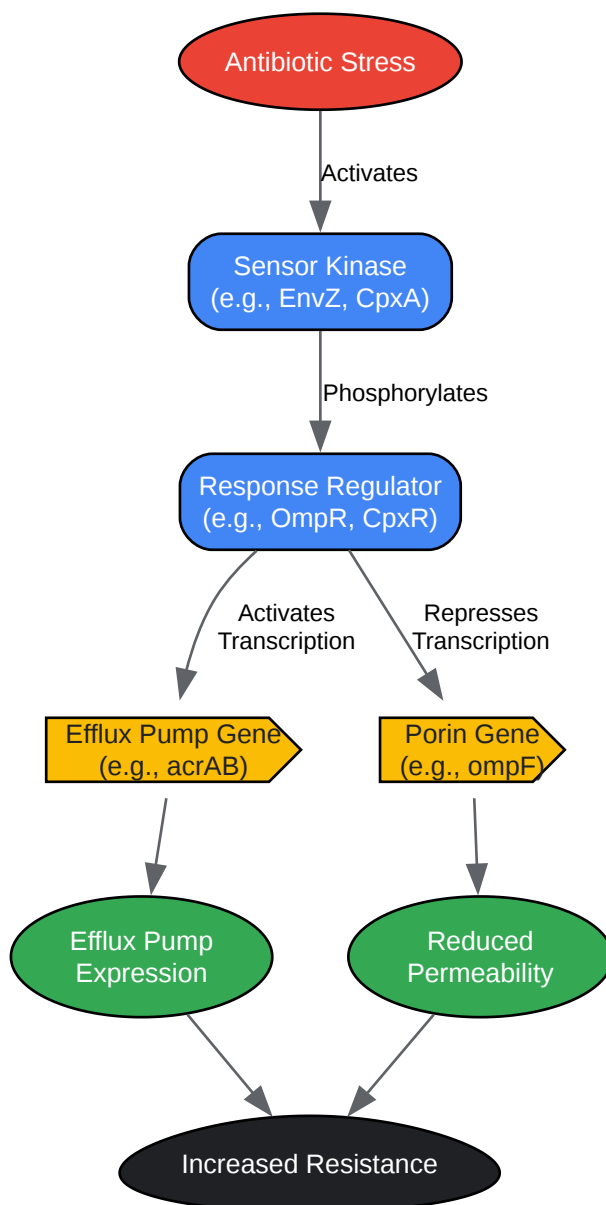 Antibiotic Stress
Activates
Sensor Kinase
(e.g., EnvZ, CpxA)
Phosphorylates
Response Regulator
(e.g., OmpR, CpxR)
Activates
Transcription
Represses
Transcription
Efflux Pump Gene
(e.g., acrAB)
Porin Gene
(e.g., ompF)
Efflux Pump
Expression
Reduced
Permeability
Increased Resistance